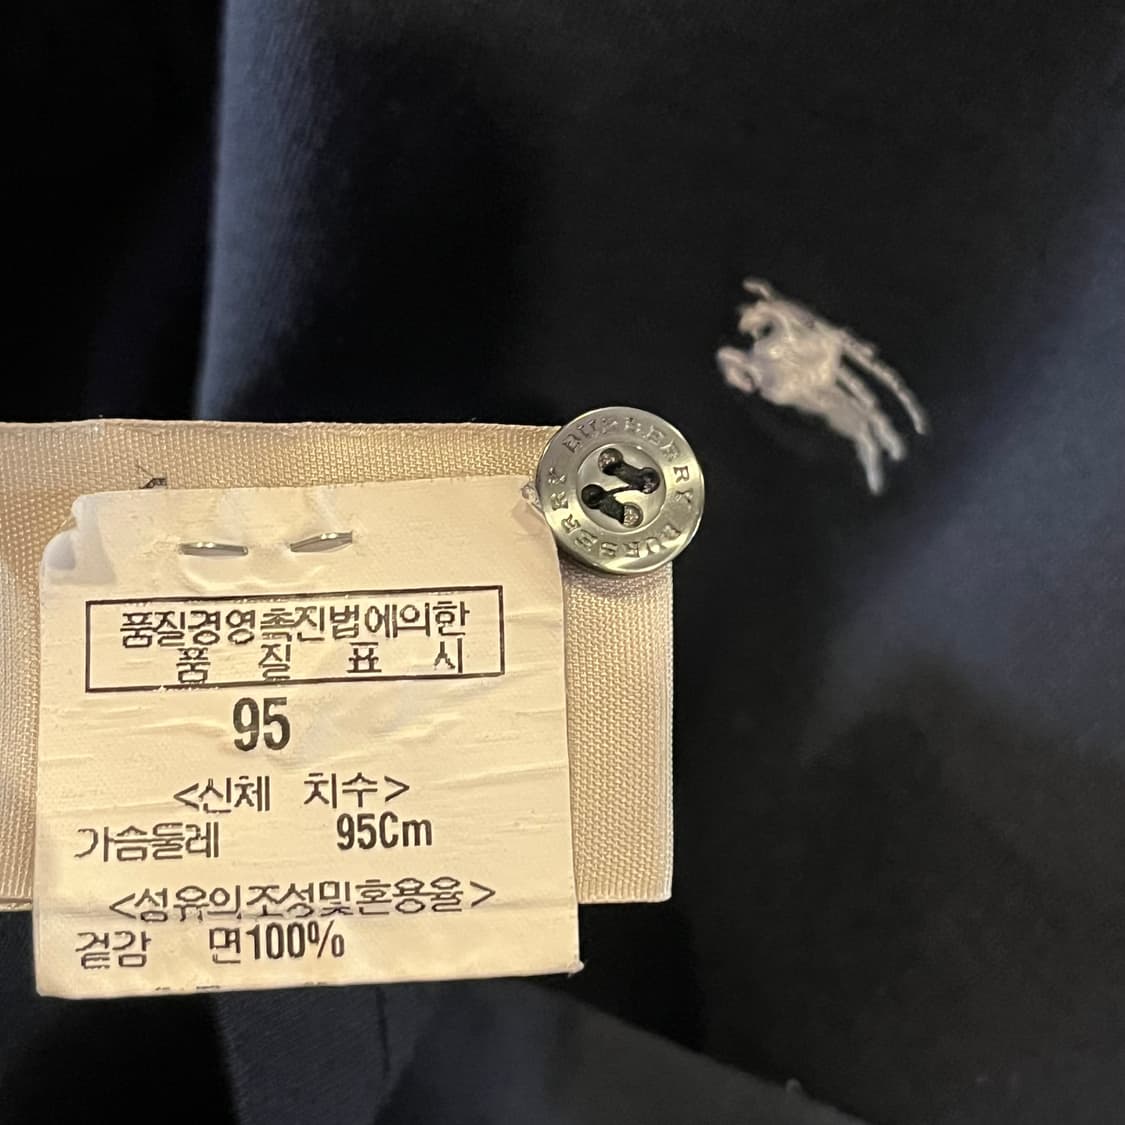 BURBERRY BURBERRY
품질경영촉진법에의한
품 질 표 시
95
<신체 치수>
가슴둘레 95Cm
<섬유의조성및혼용율>
겉감 면100%